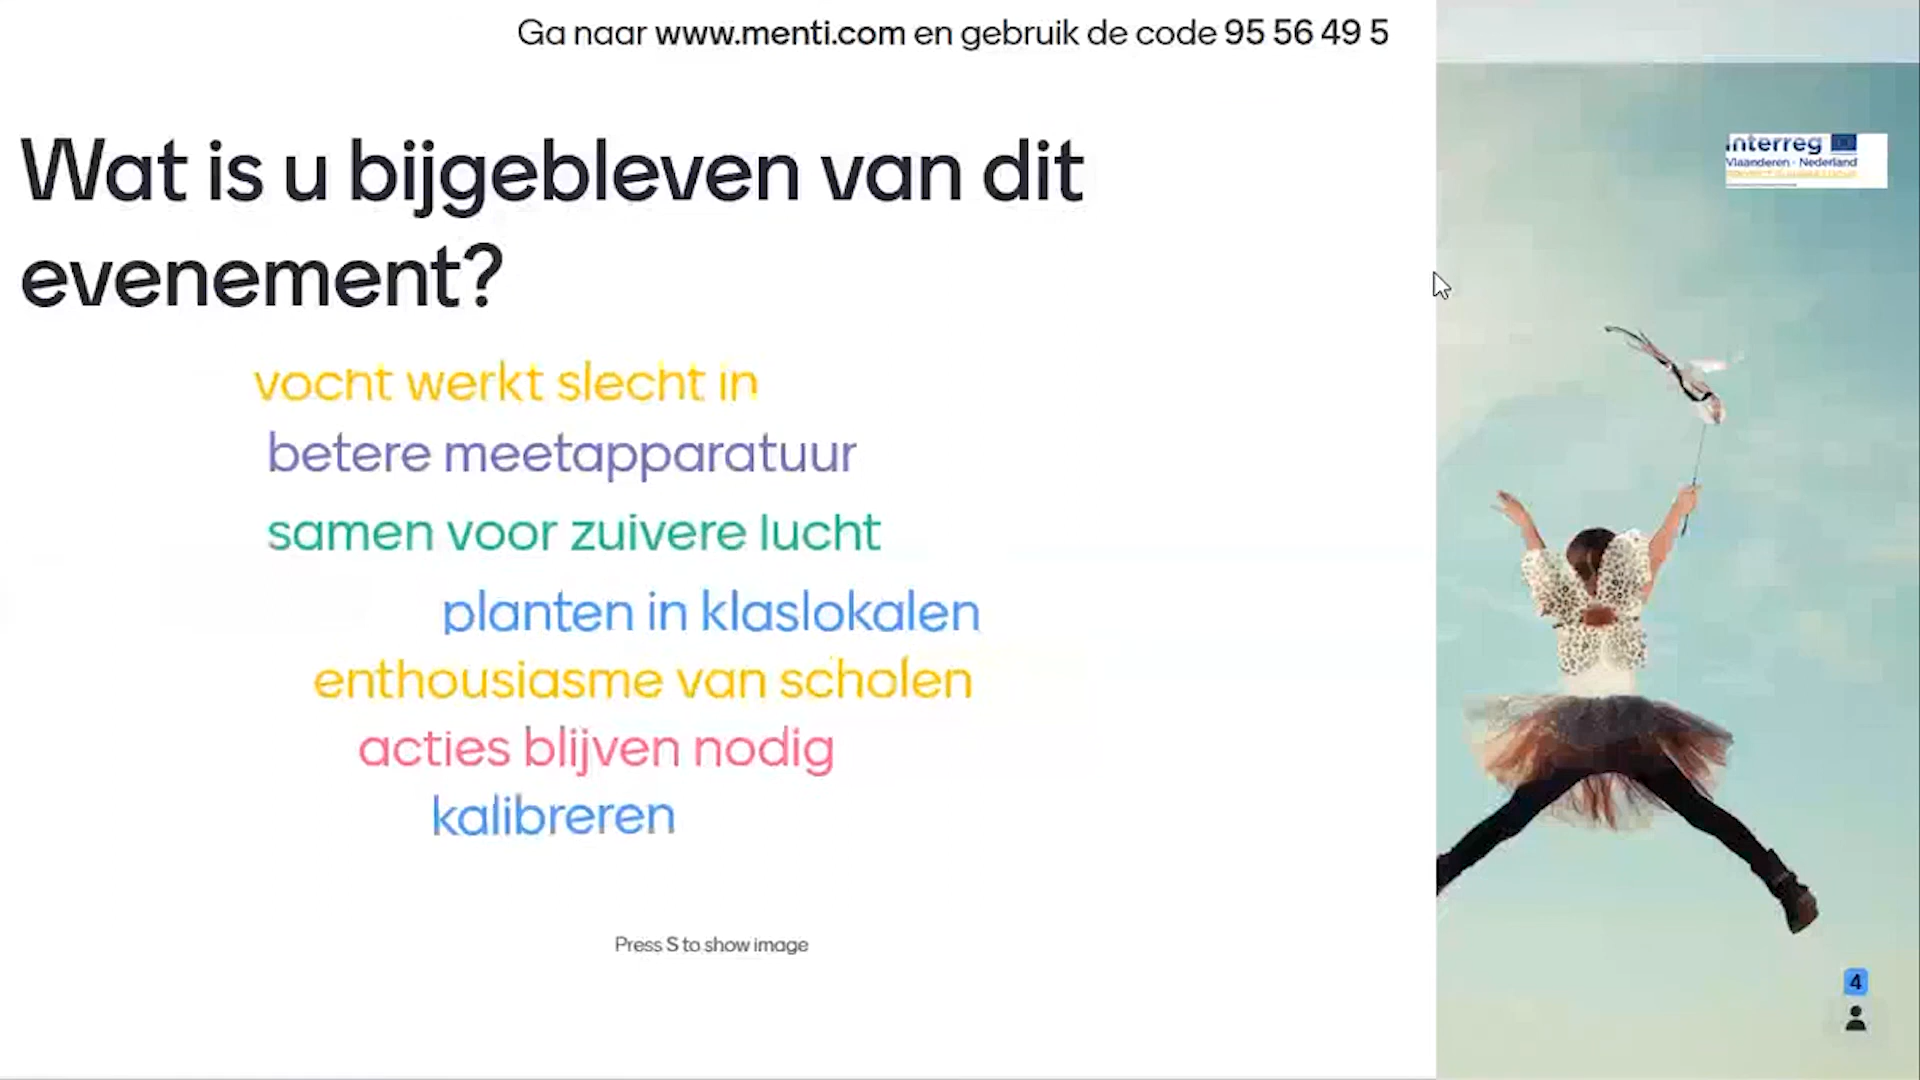 Ga naar www.menti.com en gebruik de code 95 56 49 5
Wat is u bijgebleven van dit
evenement?
vocht werkt slecht in
betere meetapparatuur
samen voor zuivere lucht
planten in klaslokalen
enthousiasme van scholen
acties blijven nodig
kalibreren
Press S to show image
Interreg
Vlaanderen - Nederland
4